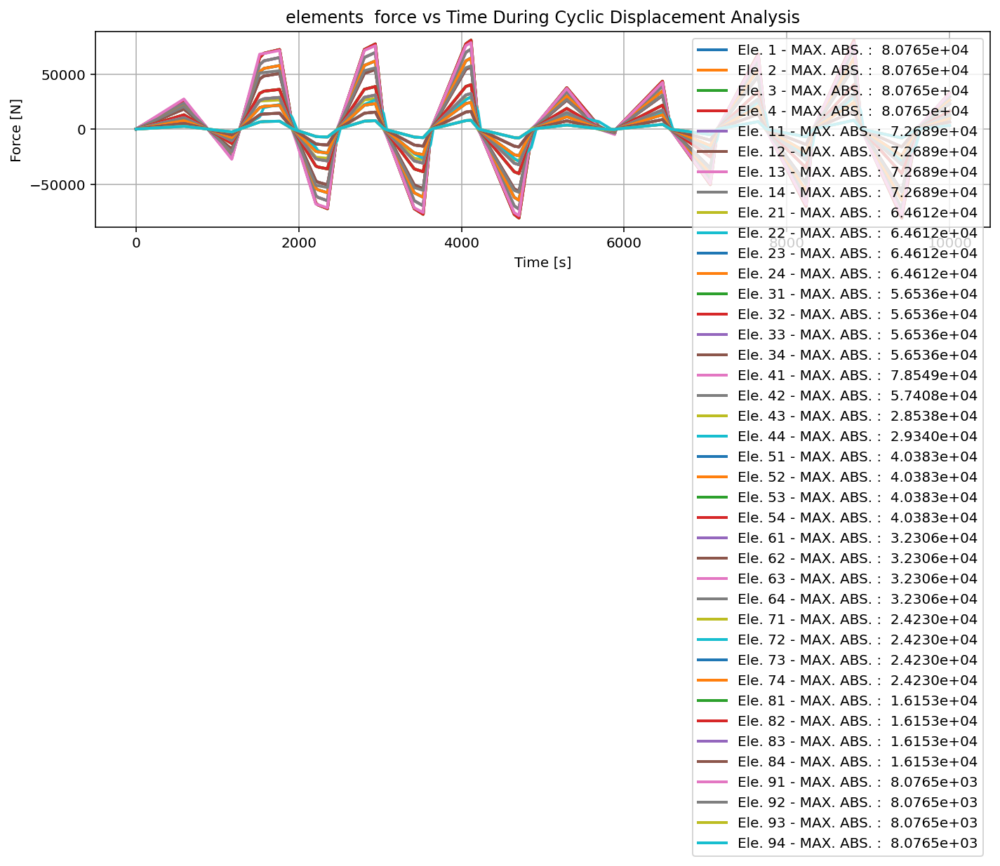 elements  force vs Time During Cyclic Displacement Analysis
Force [N]
50000
0
−50000
0
2000
4000
6000
8000
10000
Time [s]
Ele. 1 - MAX. ABS. :  8.0765e+04
Ele. 2 - MAX. ABS. :  8.0765e+04
Ele. 3 - MAX. ABS. :  8.0765e+04
Ele. 4 - MAX. ABS. :  8.0765e+04
Ele. 11 - MAX. ABS. :  7.2689e+04
Ele. 12 - MAX. ABS. :  7.2689e+04
Ele. 13 - MAX. ABS. :  7.2689e+04
Ele. 14 - MAX. ABS. :  7.2689e+04
Ele. 21 - MAX. ABS. :  6.4612e+04
Ele. 22 - MAX. ABS. :  6.4612e+04
Ele. 23 - MAX. ABS. :  6.4612e+04
Ele. 24 - MAX. ABS. :  6.4612e+04
Ele. 31 - MAX. ABS. :  5.6536e+04
Ele. 32 - MAX. ABS. :  5.6536e+04
Ele. 33 - MAX. ABS. :  5.6536e+04
Ele. 34 - MAX. ABS. :  5.6536e+04
Ele. 41 - MAX. ABS. :  7.8549e+04
Ele. 42 - MAX. ABS. :  5.7408e+04
Ele. 43 - MAX. ABS. :  2.8538e+04
Ele. 44 - MAX. ABS. :  2.9340e+04
Ele. 51 - MAX. ABS. :  4.0383e+04
Ele. 52 - MAX. ABS. :  4.0383e+04
Ele. 53 - MAX. ABS. :  4.0383e+04
Ele. 54 - MAX. ABS. :  4.0383e+04
Ele. 61 - MAX. ABS. :  3.2306e+04
Ele. 62 - MAX. ABS. :  3.2306e+04
Ele. 63 - MAX. ABS. :  3.2306e+04
Ele. 64 - MAX. ABS. :  3.2306e+04
Ele. 71 - MAX. ABS. :  2.4230e+04
Ele. 72 - MAX. ABS. :  2.4230e+04
Ele. 73 - MAX. ABS. :  2.4230e+04
Ele. 74 - MAX. ABS. :  2.4230e+04
Ele. 81 - MAX. ABS. :  1.6153e+04
Ele. 82 - MAX. ABS. :  1.6153e+04
Ele. 83 - MAX. ABS. :  1.6153e+04
Ele. 84 - MAX. ABS. :  1.6153e+04
Ele. 91 - MAX. ABS. :  8.0765e+03
Ele. 92 - MAX. ABS. :  8.0765e+03
Ele. 93 - MAX. ABS. :  8.0765e+03
Ele. 94 - MAX. ABS. :  8.0765e+03